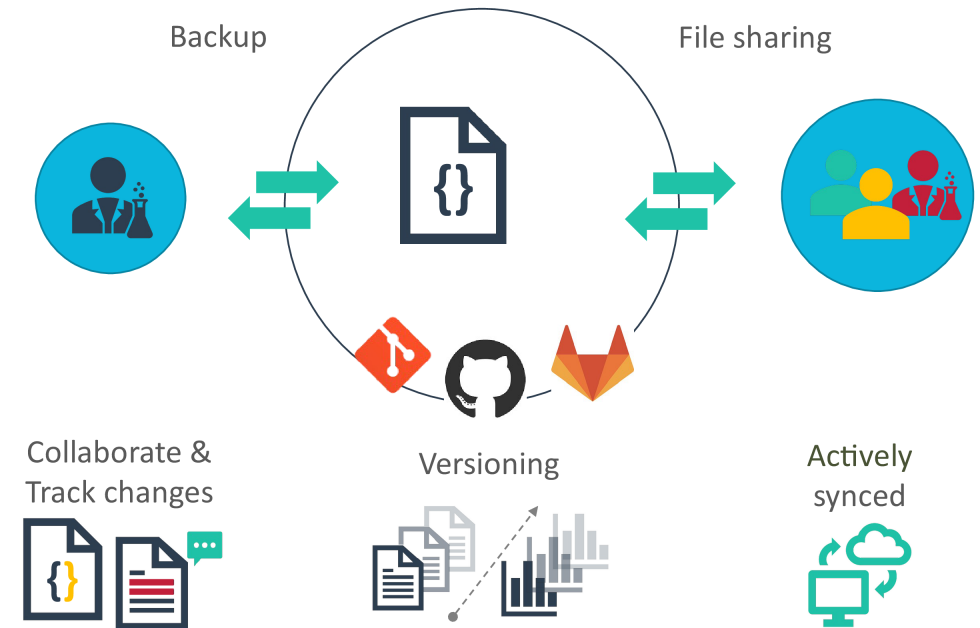 Backup
File sharing
{}
Collaborate &
Track changes
{}
Versioning
Actively
synced